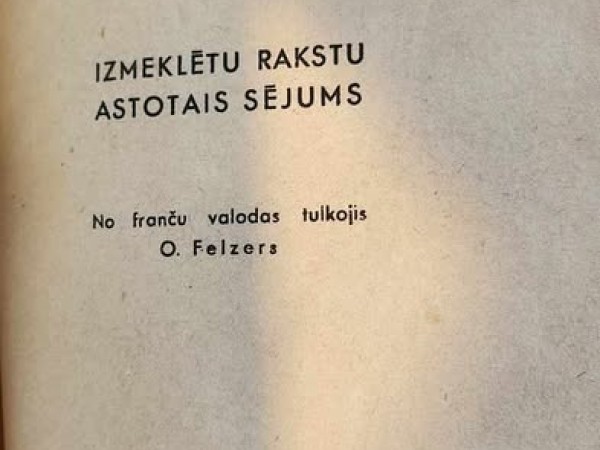 IZMEKLĒTU RAKSTU
ASTOTAIS SĒJUMS
No franču valodas tulkojis
O. Felzers